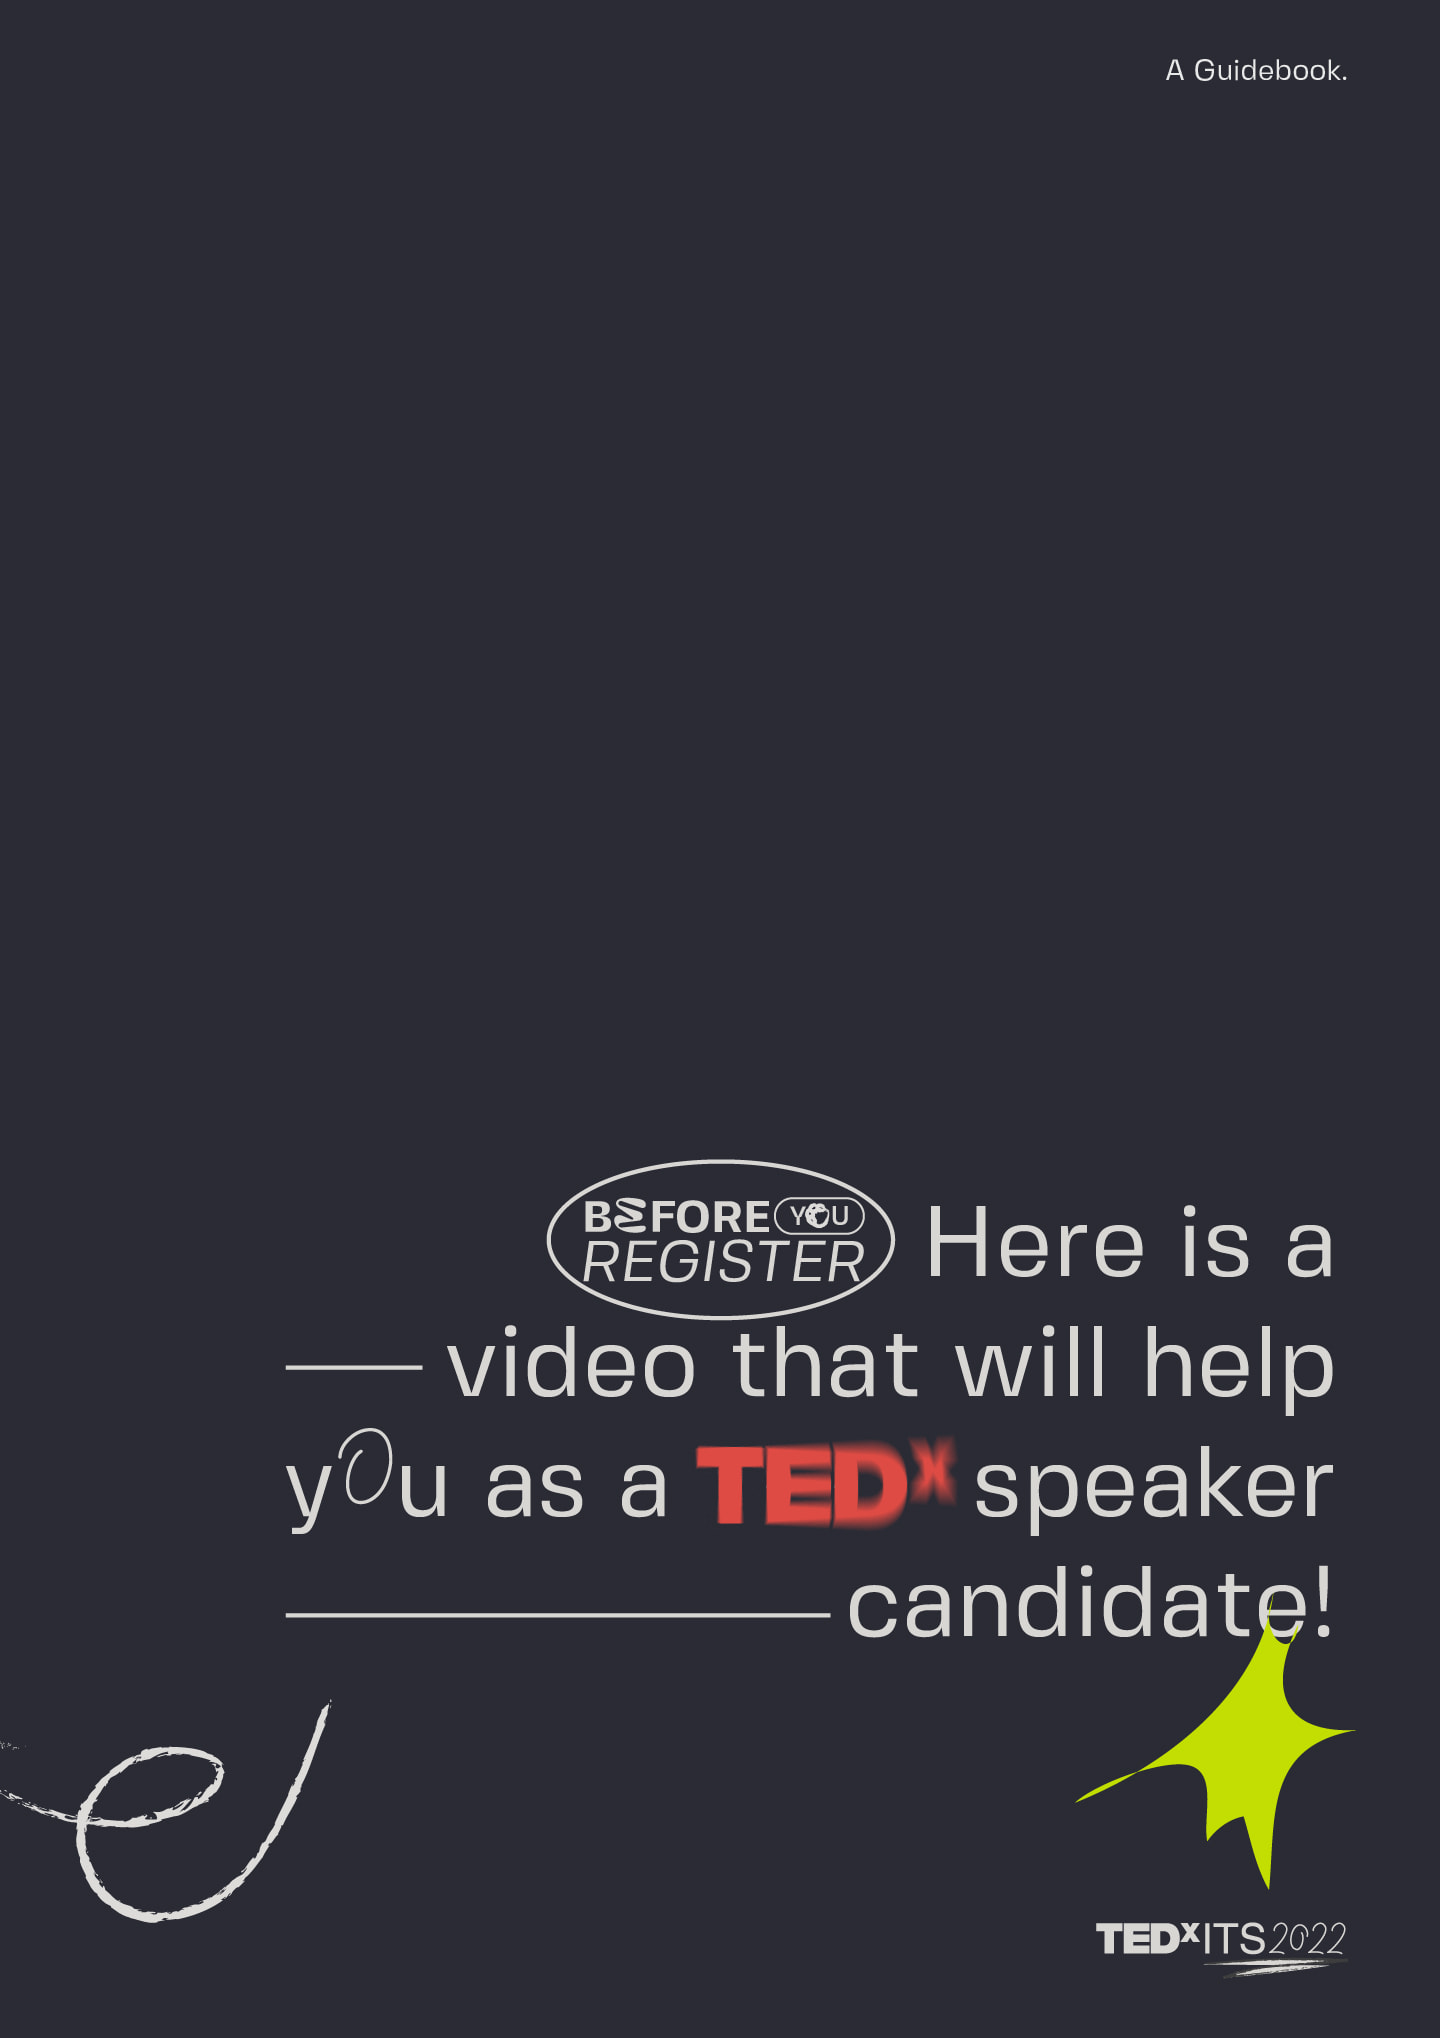 A Guidebook.
BEFORE YOU
REGISTER
Here is a
video that will help
yOu as a TEDx speaker
candidate!
TEDxITS2022